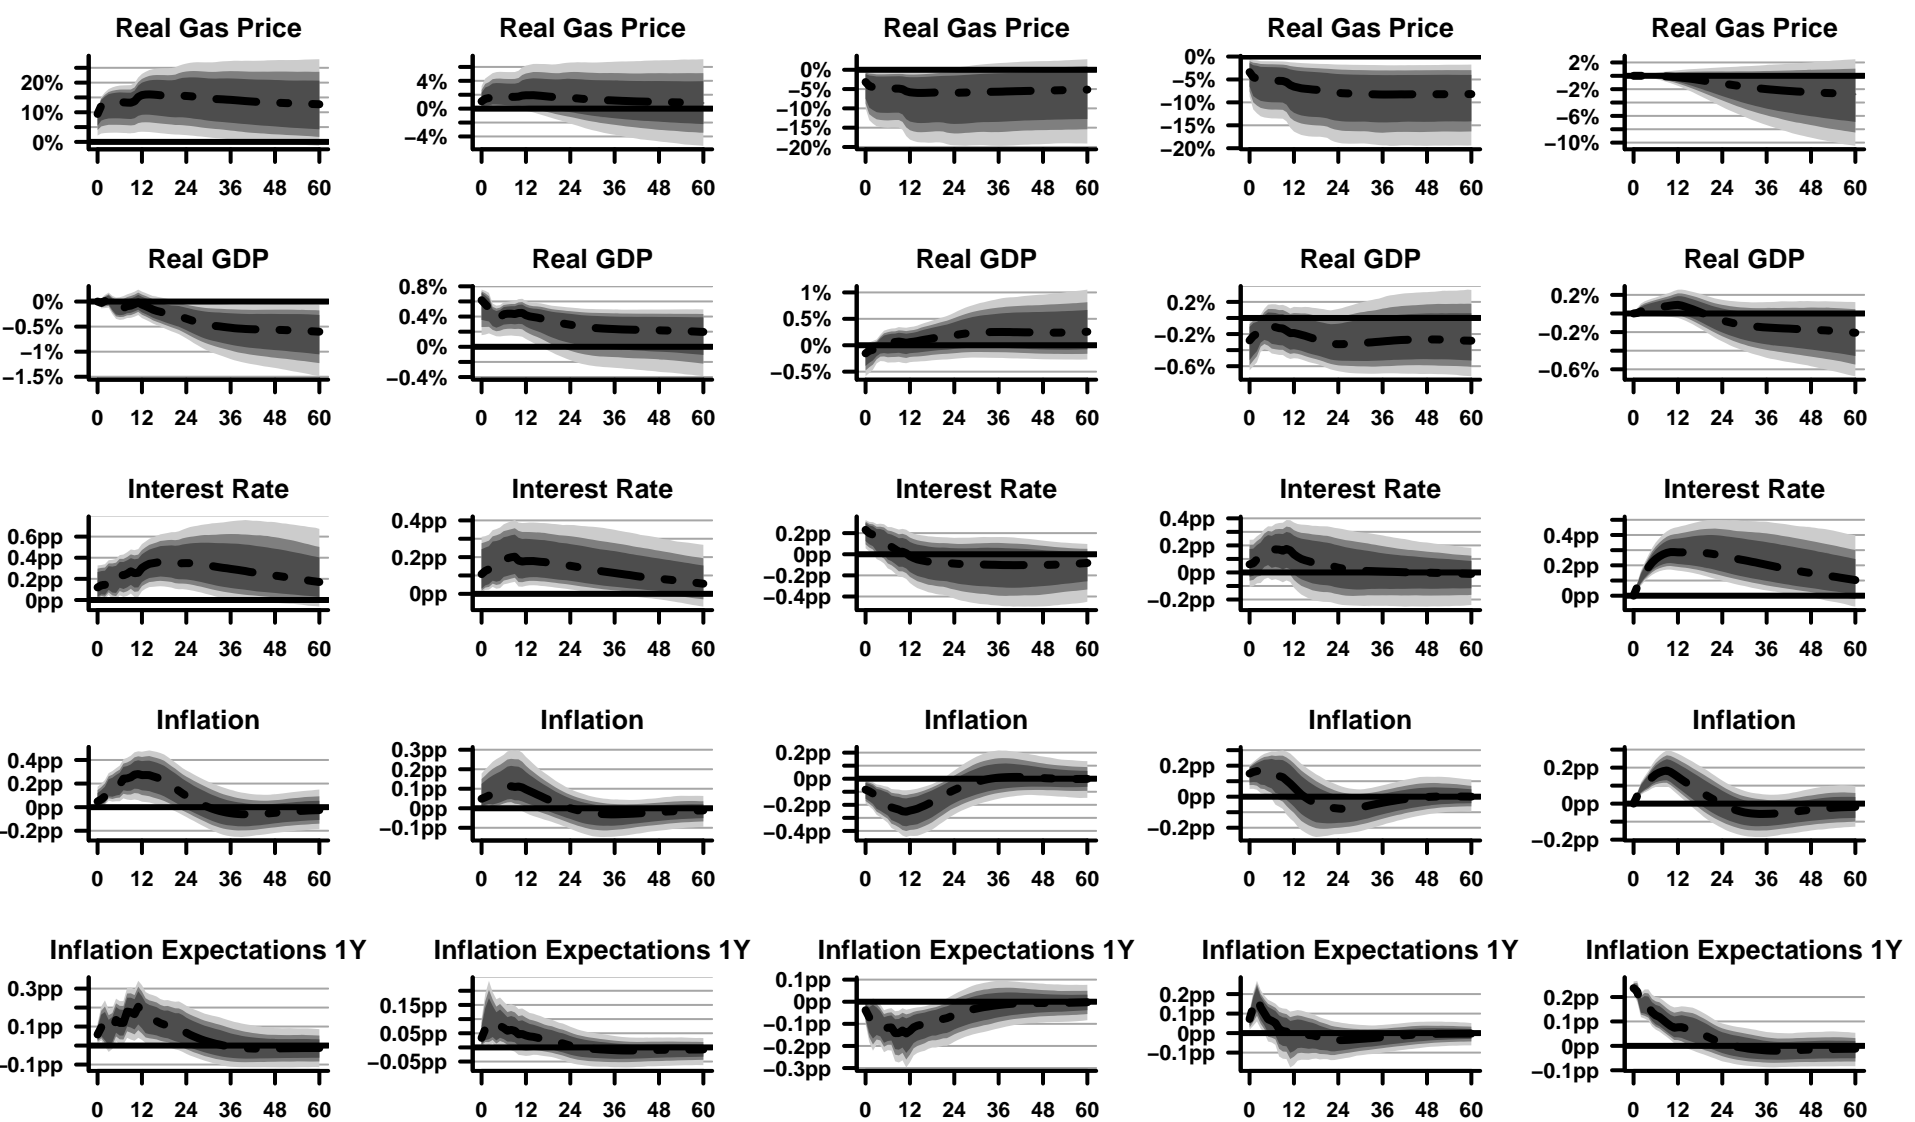 Real Gas Price Real Gas Price Real Gas Price Real Gas Price Real Gas Price
20% 10% 0% 4% 0% −4% 0% −5% −10% −15% −20% 0% −5% −10% −15% −20% 2% −2% −6% −10%
0 12 24 36 48 60 0 12 24 36 48 60 0 12 24 36 48 60 0 12 24 36 48 60 0 12 24 36 48 60
Real GDP Real GDP Real GDP Real GDP Real GDP
0% −0.5% −1% −1.5% 0.8% 0.4% 0% −0.4% 1% 0.5% 0% −0.5% 0.2% −0.2% −0.6% 0.2% −0.2% −0.6%
0 12 24 36 48 60 0 12 24 36 48 60 0 12 24 36 48 60 0 12 24 36 48 60 0 12 24 36 48 60
Interest Rate Interest Rate Interest Rate Interest Rate Interest Rate
0.6pp 0.4pp 0.2pp 0pp 0.4pp 0.2pp 0pp 0.2pp 0pp −0.2pp −0.4pp 0.4pp 0.2pp 0pp −0.2pp 0.4pp 0.2pp 0pp
0 12 24 36 48 60 0 12 24 36 48 60 0 12 24 36 48 60 0 12 24 36 48 60 0 12 24 36 48 60
Inflation Inflation Inflation Inflation Inflation
0.4pp 0.2pp 0pp −0.2pp 0.3pp 0.2pp 0.1pp 0pp −0.1pp 0.2pp 0pp −0.2pp −0.4pp 0.2pp 0pp −0.2pp 0.2pp 0pp −0.2pp
0 12 24 36 48 60 0 12 24 36 48 60 0 12 24 36 48 60 0 12 24 36 48 60 0 12 24 36 48 60
Inflation Expectations 1Y Inflation Expectations 1Y Inflation Expectations 1Y Inflation Expectations 1Y Inflation Expectations 1Y
0.3pp 0.1pp −0.1pp 0.15pp 0.05pp −0.05pp 0.1pp 0pp −0.1pp −0.2pp −0.3pp 0.2pp 0.1pp 0pp −0.1pp 0.2pp 0.1pp 0pp −0.1pp
0 12 24 36 48 60 0 12 24 36 48 60 0 12 24 36 48 60 0 12 24 36 48 60 0 12 24 36 48 60